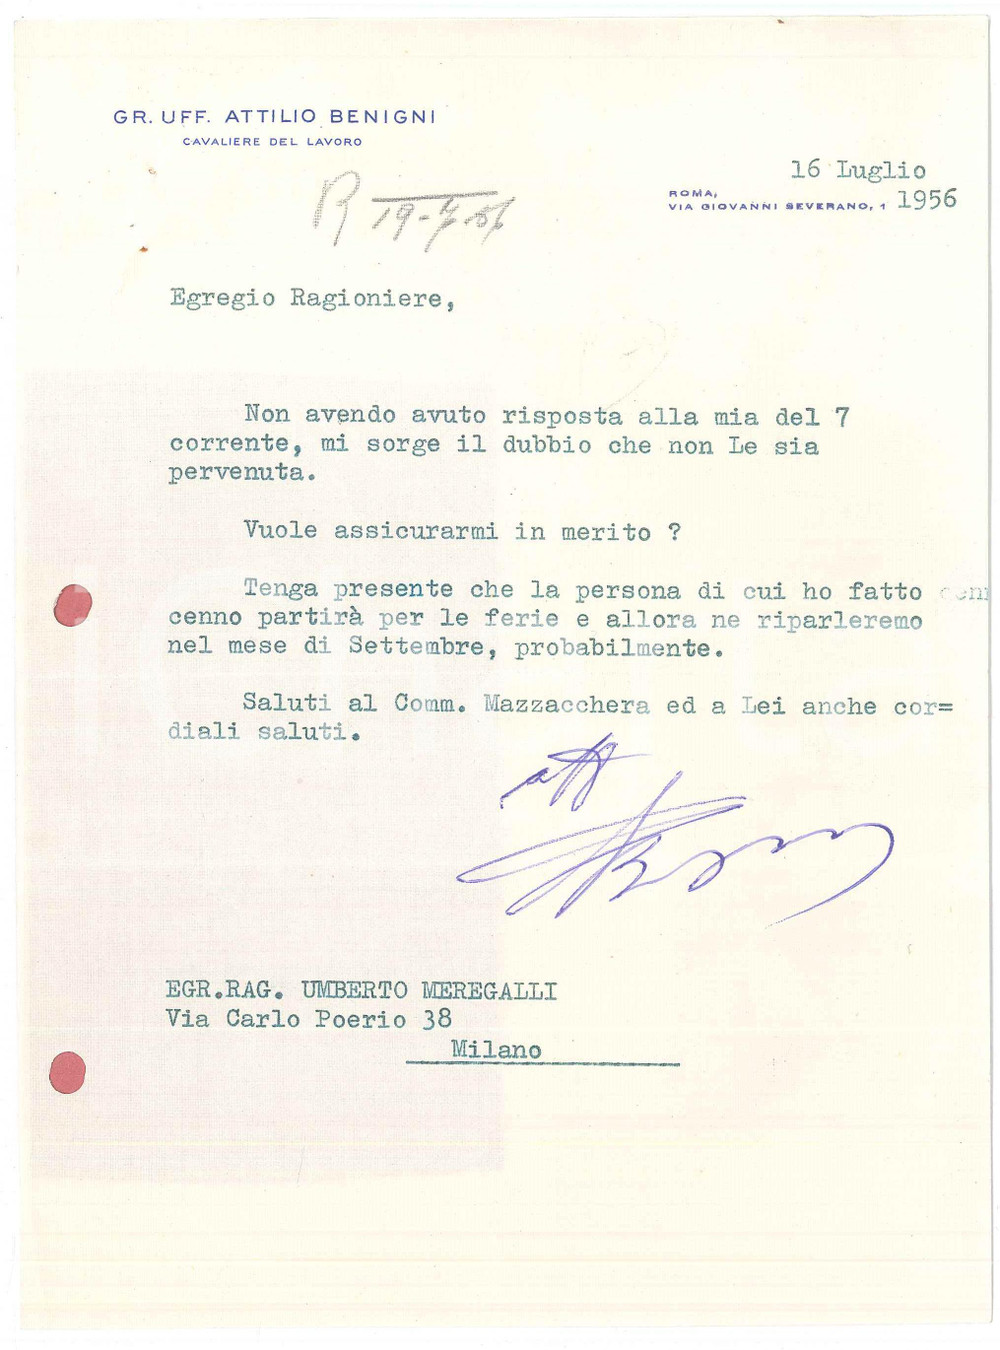 GR. UFF. ATTILIO BENIGNI
CAVALIERE DEL LAVORO
16 Luglio
ROMA,
VIA GIOVANNI SEVERANO, 1 1956
R 19-7-56
Egregio Ragioniere,
Non avendo avuto risposta alla mia del 7
corrente, mi sorge il dubbio che non Le sia
pervenuta.
Vuole assicurarmi in merito ?
Tenga presente che la persona di cui ho fatto cenn
cenno partirà per le ferie e allora ne riparleremo
nel mese di Settembre, probabilmente.
Saluti al Comm. Mazzacchera ed a Lei anche cor=
diali saluti.
EGR.RAG. UMBERTO MEREGALLI
Via Carlo Poerio 38
Milano